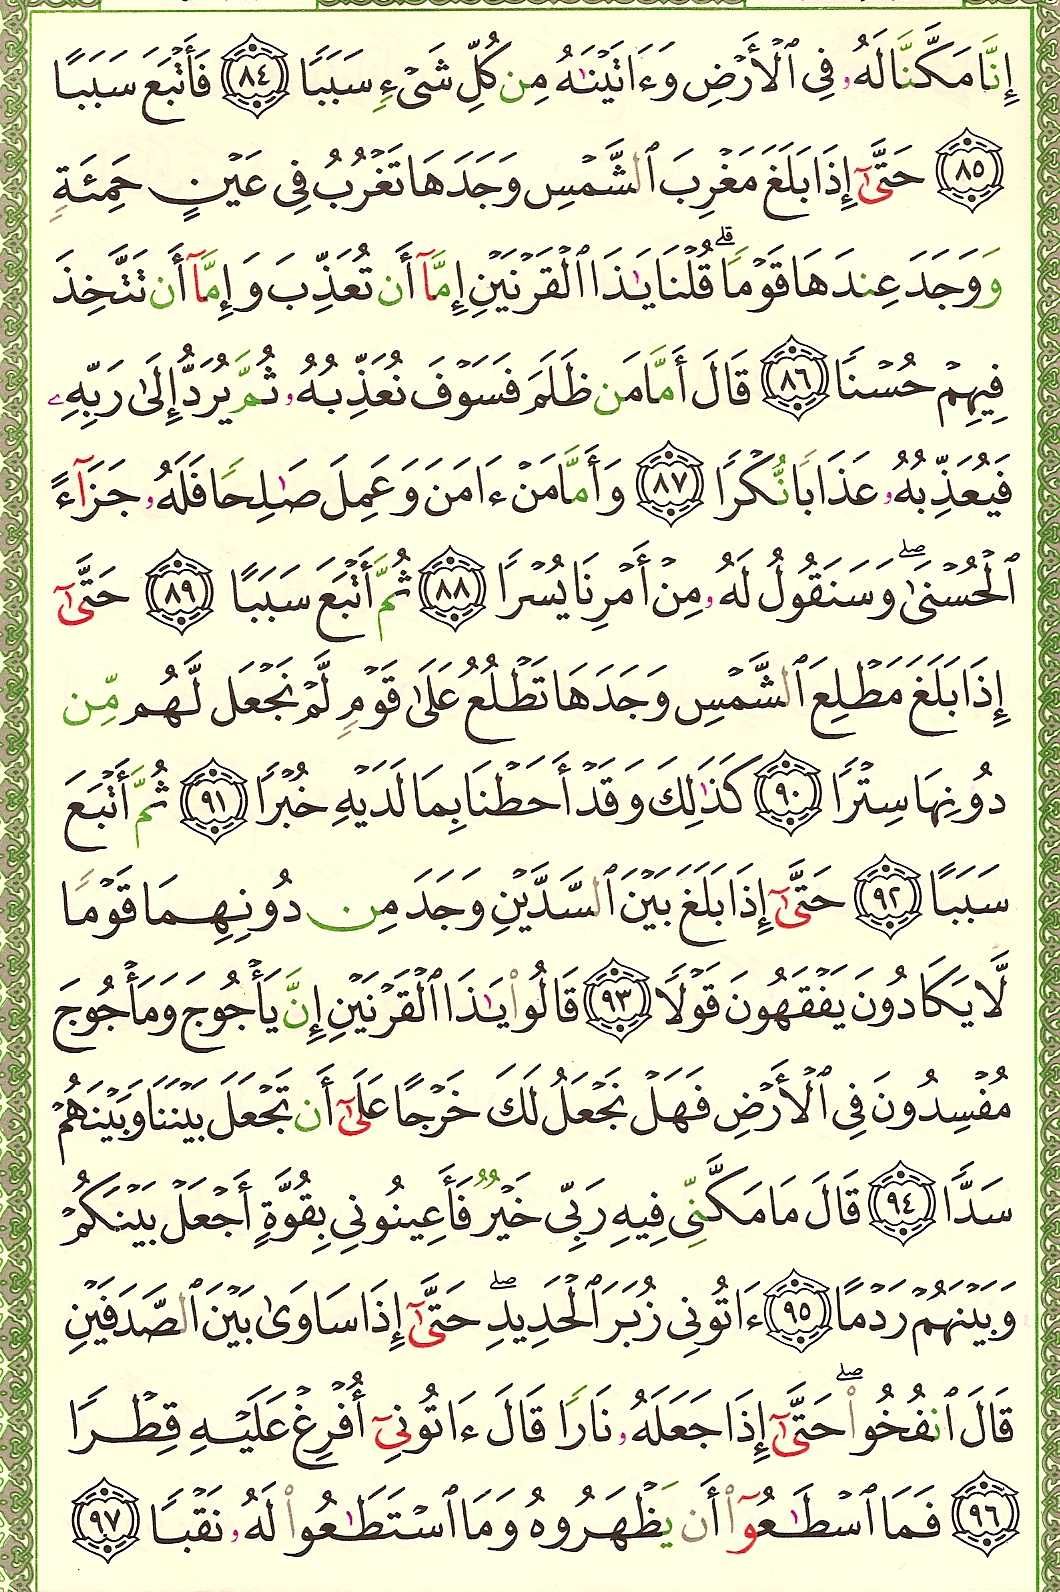 إِنَّا مَكَّنَّا لَهُۥ فِي ٱلْأَرْضِ وَءَاتَيْنَٰهُ مِن كُلِّ شَيْءٍ سَبَبًا ٨٤ فَأَتْبَعَ سَبَبًا
٨٥ حَتَّىٰٓ إِذَا بَلَغَ مَغْرِبَ ٱلشَّمْسِ وَجَدَهَا تَغْرُبُ فِي عَيْنٍ حَمِئَةٍ
وَوَجَدَ عِندَهَا قَوْمًا ۗ قُلْنَا يَٰذَا ٱلْقَرْنَيْنِ إِمَّآ أَن تُعَذِّبَ وَإِمَّآ أَن تَتَّخِذَ
فِيهِمْ حُسْنًا ٨٦ قَالَ أَمَّا مَن ظَلَمَ فَسَوْفَ نُعَذِّبُهُۥ ثُمَّ يُرَدُّ إِلَىٰ رَبِّهِۦ
فَيُعَذِّبُهُۥ عَذَابًا نُّكْرًا ٨٧ وَأَمَّا مَنْ ءَامَنَ وَعَمِلَ صَٰلِحًا فَلَهُۥ جَزَآءً
ٱلْحُسْنَىٰ ۖ وَسَنَقُولُ لَهُۥ مِنْ أَمْرِنَا يُسْرًا ٨٨ ثُمَّ أَتْبَعَ سَبَبًا ٨٩ حَتَّىٰٓ
إِذَا بَلَغَ مَطْلِعَ ٱلشَّمْسِ وَجَدَهَا تَطْلُعُ عَلَىٰ قَوْمٍ لَّمْ نَجْعَل لَّهُم مِّن
دُونِهَا سِتْرًا ٩٠ كَذَٰلِكَ وَقَدْ أَحَطْنَا بِمَا لَدَيْهِ خُبْرًا ٩١ ثُمَّ أَتْبَعَ
سَبَبًا ٩٢ حَتَّىٰٓ إِذَا بَلَغَ بَيْنَ ٱلسَّدَّيْنِ وَجَدَ مِن دُونِهِمَا قَوْمًا
لَّا يَكَادُونَ يَفْقَهُونَ قَوْلًا ٩٣ قَالُوا۟ يَٰذَا ٱلْقَرْنَيْنِ إِنَّ يَأْجُوجَ وَمَأْجُوجَ
مُفْسِدُونَ فِي ٱلْأَرْضِ فَهَلْ نَجْعَلُ لَكَ خَرْجًا عَلَىٰٓ أَن تَجْعَلَ بَيْنَنَا وَبَيْنَهُمْ
سَدًّا ٩٤ قَالَ مَا مَكَّنِّي فِيهِ رَبِّي خَيْرٌ فَأَعِينُونِي بِقُوَّةٍ أَجْعَلْ بَيْنَكُمْ
وَبَيْنَهُمْ رَدْمًا ٩٥ ءَاتُونِي زُبَرَ ٱلْحَدِيدِ ۖ حَتَّىٰٓ إِذَا سَاوَىٰ بَيْنَ ٱلصَّدَفَيْنِ
قَالَ ٱنفُخُوا۟ ۖ حَتَّىٰٓ إِذَا جَعَلَهُۥ نَارًا قَالَ ءَاتُونِيٓ أُفْرِغْ عَلَيْهِ قِطْرًا
٩٦ فَمَا ٱسْطَٰعُوٓا۟ أَن يَظْهَرُوهُ وَمَا ٱسْتَطَٰعُوا۟ لَهُۥ نَقْبًا ٩٧